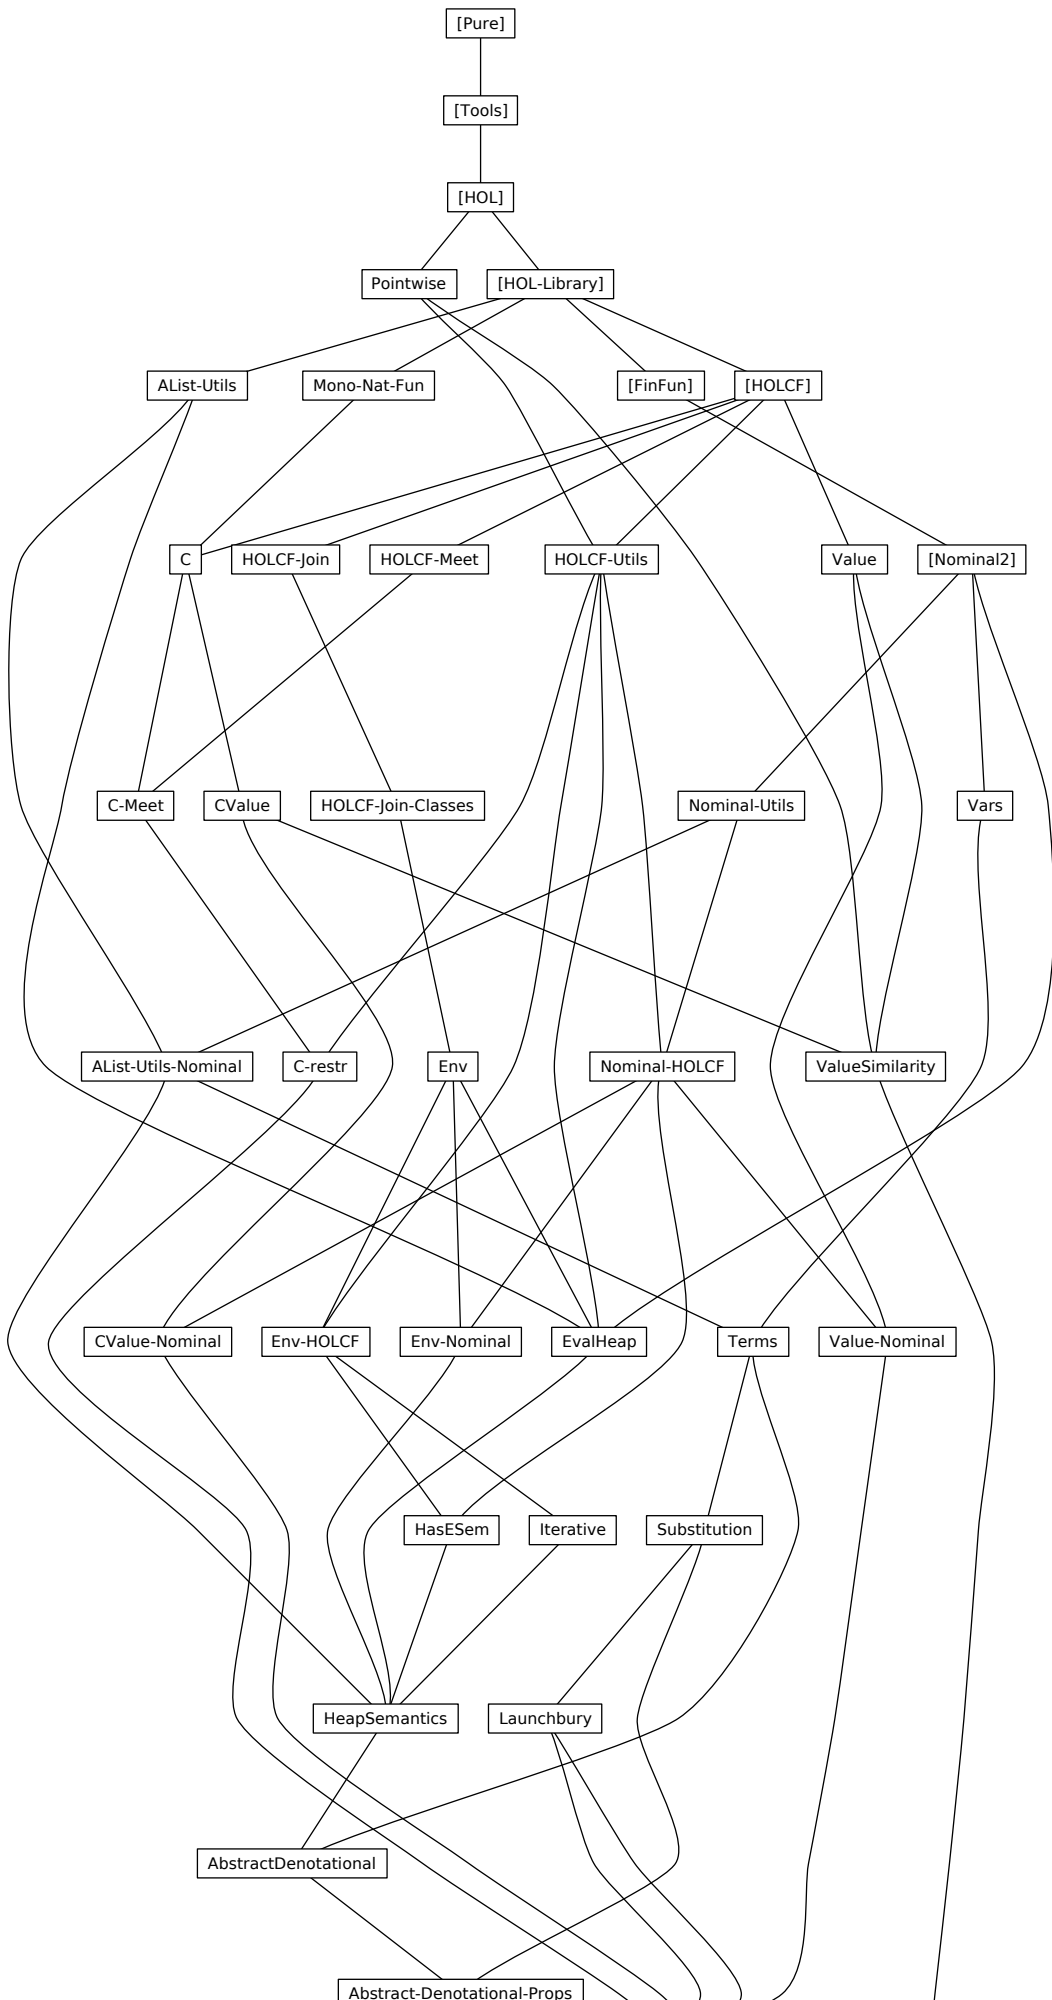 [Pure]
[Tools]
[HOL]
Pointwise
[HOL-Library]
AList-Utils
Mono-Nat-Fun
[FinFun]
[HOLCF]
C
HOLCF-Join
HOLCF-Meet
HOLCF-Utils
Value
[Nominal2]
C-Meet
CValue
HOLCF-Join-Classes
Nominal-Utils
Vars
AList-Utils-Nominal
C-restr
Env
Nominal-HOLCF
ValueSimilarity
CValue-Nominal
Env-HOLCF
Env-Nominal
EvalHeap
Terms
Value-Nominal
HasESem
Iterative
Substitution
HeapSemantics
Launchbury
AbstractDenotational
Abstract-Denotational-Props